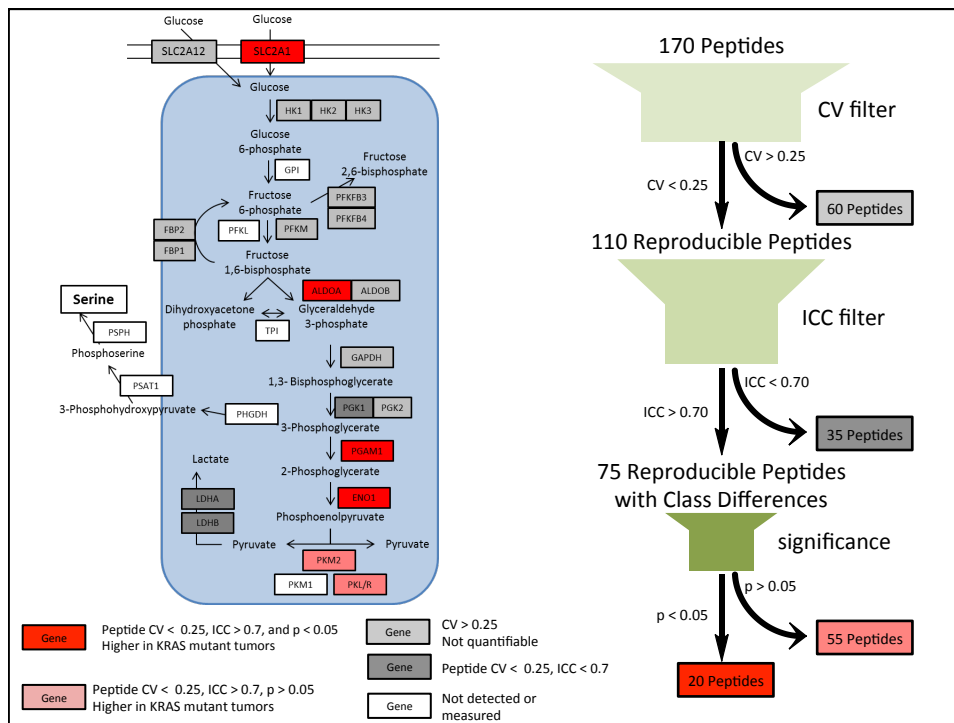 Glucose
Glucose
SLC2A12
SLC2A1
Glucose
HK1
HK2
HK3
Glucose
6-phosphate
GPI
Fructose
2,6-bisphosphate
Fructose
6-phosphate
PFKFB3
PFKFB4
PFKL
PFKM
FBP2
FBP1
Fructose
1,6-bisphosphate
ALDOA
ALDOB
Dihydroxyacetone
phosphate
Glyceraldehyde
3-phosphate
TPI
Serine
PSPH
Phosphoserine
GAPDH
1,3- Bisphosphoglycerate
PSAT1
PGK1
PGK2
3-Phosphohydroxypyruvate
PHGDH
3-Phosphoglycerate
PGAM1
Lactate
2-Phosphoglycerate
LDHA
ENO1
LDHB
Phosphoenolpyruvate
Pyruvate
Pyruvate
PKM2
PKM1
PKL/R
Gene
Peptide CV < 0.25, ICC > 0.7, and p < 0.05
Higher in KRAS mutant tumors
Gene
Peptide CV < 0.25, ICC > 0.7, p > 0.05
Higher in KRAS mutant tumors
Gene
CV > 0.25
Not quantifiable
Gene
Peptide CV < 0.25, ICC < 0.7
Gene
Not detected or
measured
170 Peptides
CV filter
CV > 0.25
CV < 0.25
60 Peptides
110 Reproducible Peptides
ICC filter
ICC < 0.70
ICC > 0.70
35 Peptides
75 Reproducible Peptides
with Class Differences
significance
p > 0.05
p < 0.05
55 Peptides
20 Peptides